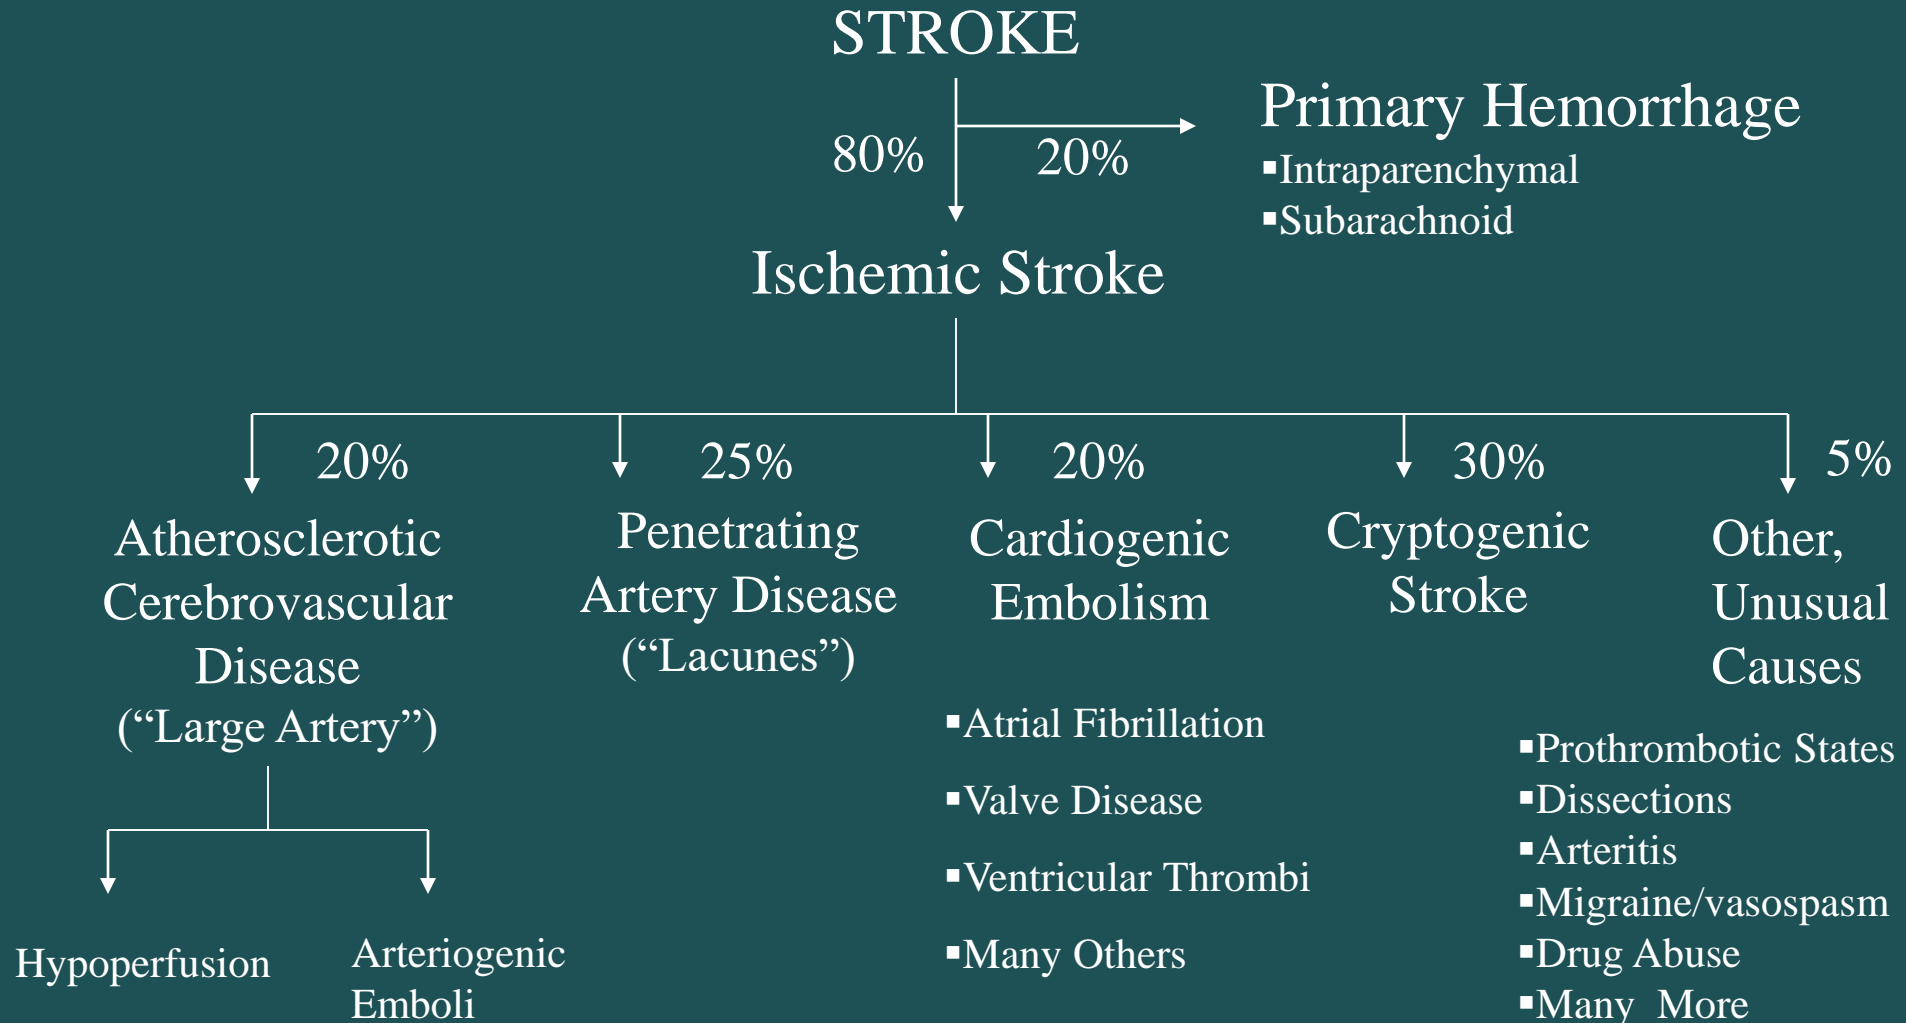 STROKE
80%
20%
Primary Hemorrhage
▪Intraparenchymal
▪Subarachnoid
Ischemic Stroke
20%
Atherosclerotic
Cerebrovascular
Disease
(“Large Artery”)
Hypoperfusion
Arteriogenic
Emboli
25%
Penetrating
Artery Disease
(“Lacunes”)
20%
Cardiogenic
Embolism
▪Atrial Fibrillation
▪Valve Disease
▪Ventricular Thrombi
▪Many Others
30%
Cryptogenic
Stroke
5%
Other,
Unusual
Causes
▪Prothrombotic States
▪Dissections
▪Arteritis
▪Migraine/vasospasm
▪Drug Abuse
▪Many More